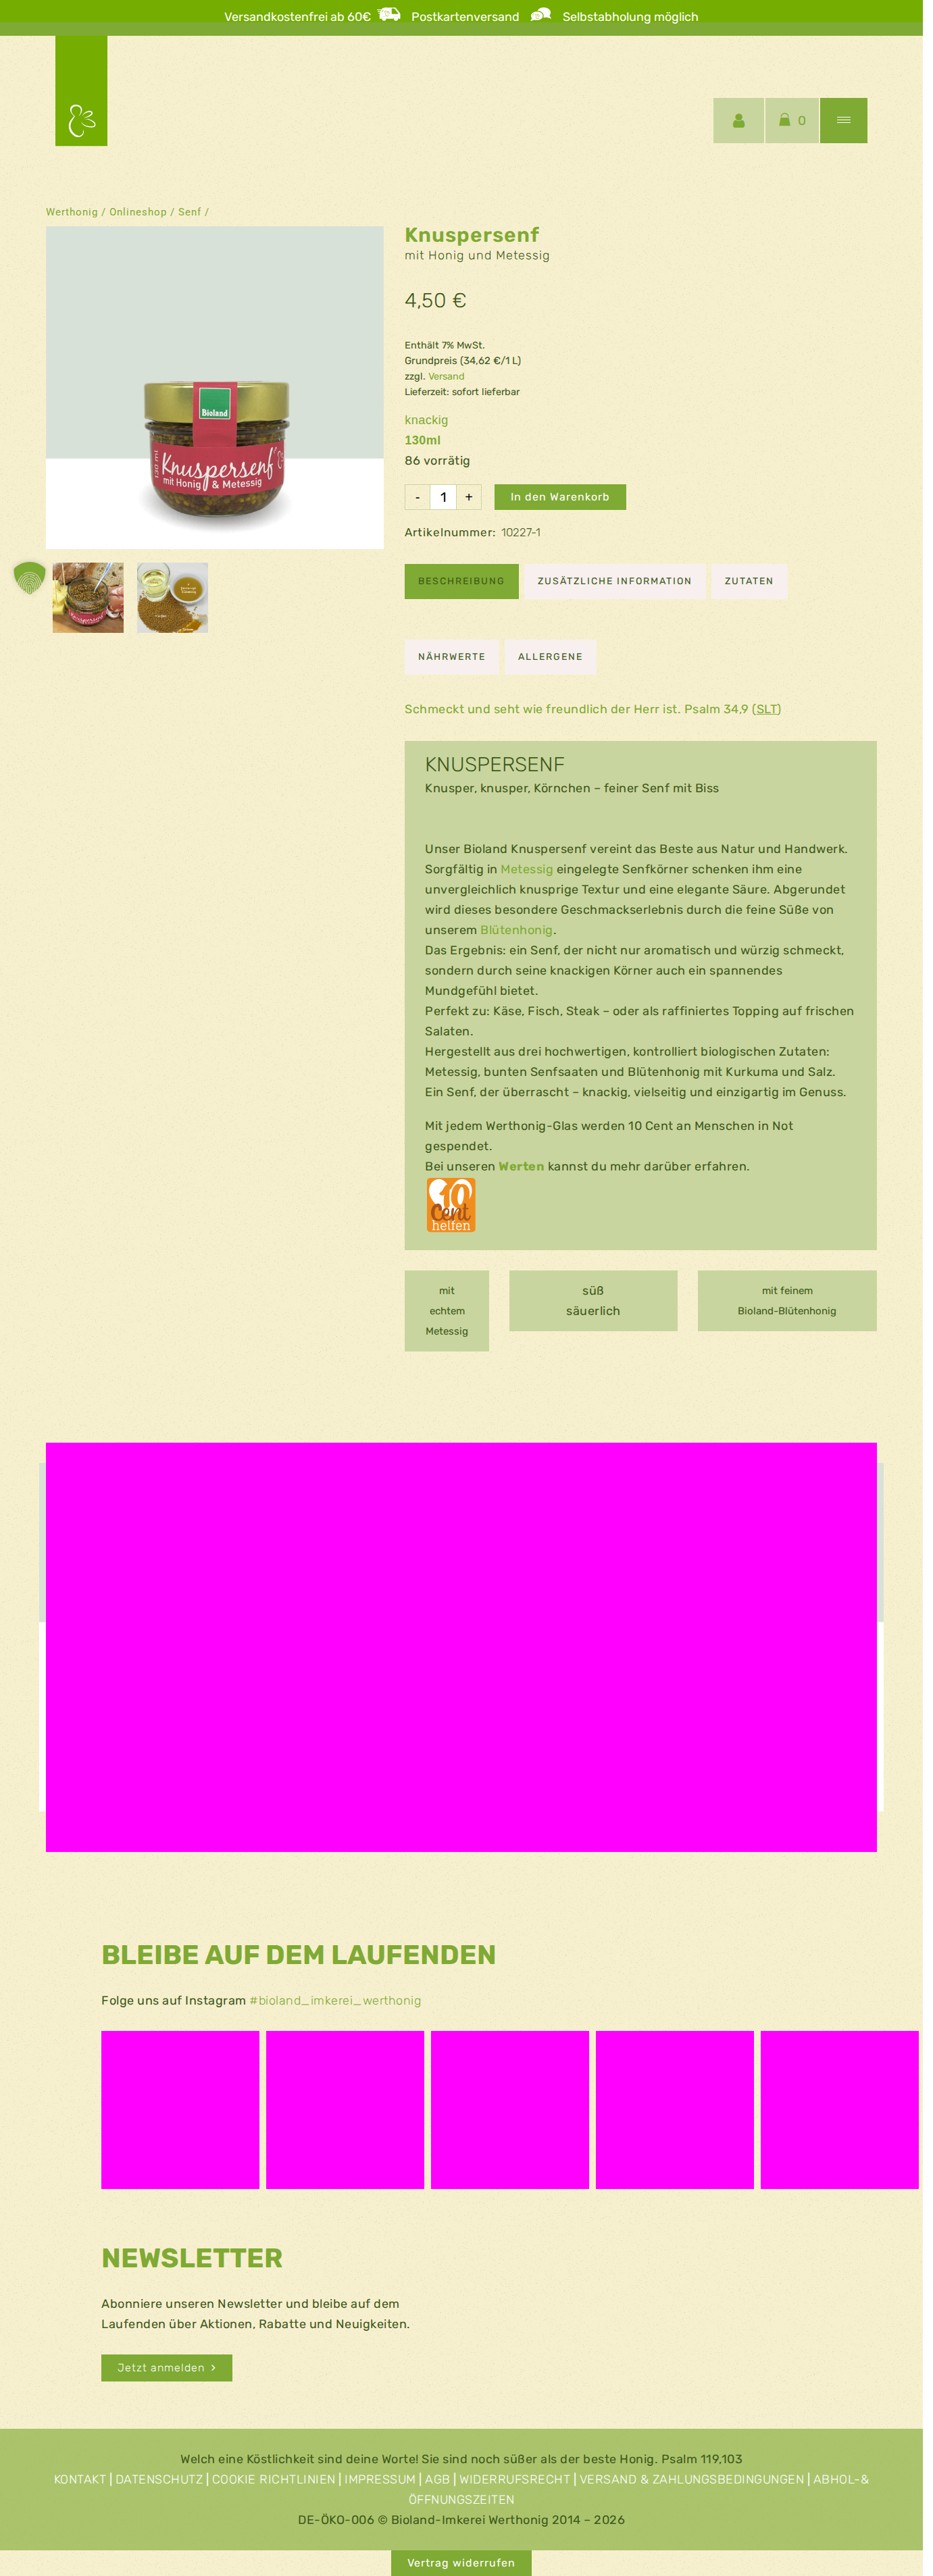 Versandkostenfrei ab 60€ Postkartenversand Selbstabholung möglich
0
Werthonig / Onlineshop / Senf /
Knuspersenf
mit Honig und Metessig
4,50 €
Enthält 7% MwSt.
Grundpreis (34,62 €/1 L)
zzgl. Versand
Lieferzeit: sofort lieferbar
knackig
130ml
86 vorrätig
- 1 + In den Warenkorb
Artikelnummer: 10227-1
Bioland
130 ml
Knuspersenf
mit Honig & Metessig
BESCHREIBUNG ZUSÄTZLICHE INFORMATION ZUTATEN
NÄHRWERTE ALLERGENE
Schmeckt und seht wie freundlich der Herr ist. Psalm 34,9 (SLT)
KNUSPERSENF
Knusper, knusper, Körnchen – feiner Senf mit Biss
Unser Bioland Knuspersenf vereint das Beste aus Natur und Handwerk.
Sorgfältig in Metessig eingelegte Senfkörner schenken ihm eine
unvergleichlich knusprige Textur und eine elegante Säure. Abgerundet
wird dieses besondere Geschmackserlebnis durch die feine Süße von
unserem Blütenhonig.
Das Ergebnis: ein Senf, der nicht nur aromatisch und würzig schmeckt,
sondern durch seine knackigen Körner auch ein spannendes
Mundgefühl bietet.
Perfekt zu: Käse, Fisch, Steak – oder als raffiniertes Topping auf frischen
Salaten.
Hergestellt aus drei hochwertigen, kontrolliert biologischen Zutaten:
Metessig, bunten Senfsaaten und Blütenhonig mit Kurkuma und Salz.
Ein Senf, der überrascht – knackig, vielseitig und einzigartig im Genuss.
Mit jedem Werthonig-Glas werden 10 Cent an Menschen in Not
gespendet.
Bei unseren Werten kannst du mehr darüber erfahren.
10
Cent
helfen
mit
echtem
Metessig
süß
säuerlich
mit feinem
Bioland-Blütenhonig
BLEIBE AUF DEM LAUFENDEN
Folge uns auf Instagram #bioland_imkerei_werthonig
NEWSLETTER
Abonniere unseren Newsletter und bleibe auf dem
Laufenden über Aktionen, Rabatte und Neuigkeiten.
Jetzt anmelden >
Welch eine Köstlichkeit sind deine Worte! Sie sind noch süßer als der beste Honig. Psalm 119,103
KONTAKT | DATENSCHUTZ | COOKIE RICHTLINIEN | IMPRESSUM | AGB | WIDERRUFSRECHT | VERSAND & ZAHLUNGSBEDINGUNGEN | ABHOL-&
ÖFFNUNGSZEITEN
DE-ÖKO-006 © Bioland-Imkerei Werthonig 2014 – 2026
Vertrag widerrufen